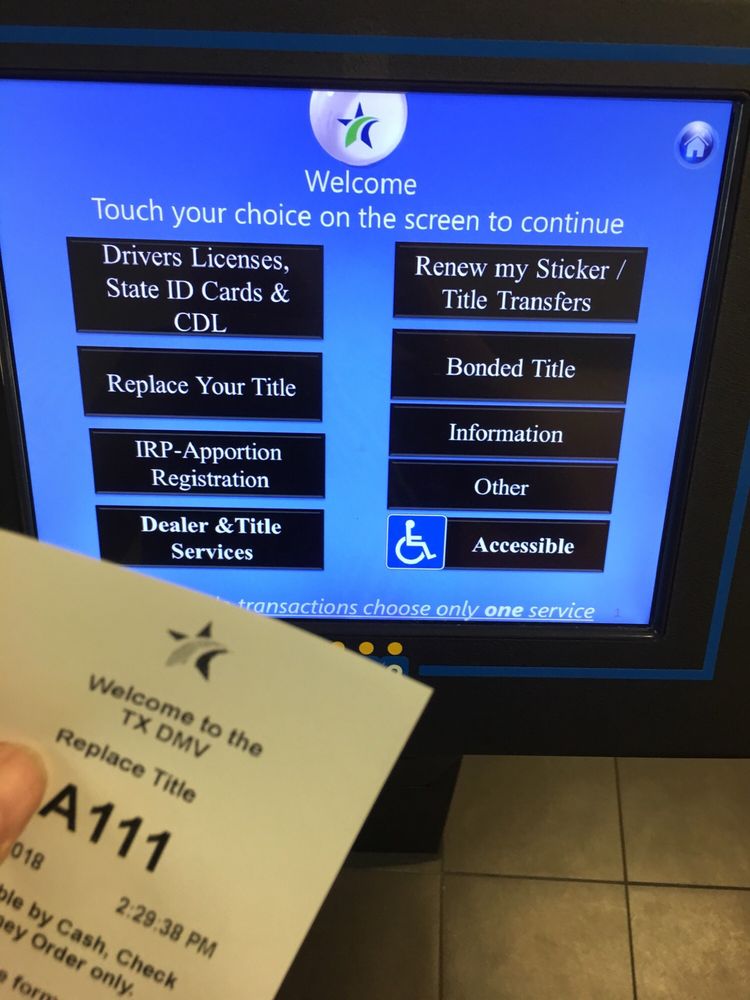 Welcome
Touch your choice on the screen to continue
Drivers Licenses,
State ID Cards &
CDL
Renew my Sticker /
Title Transfers
Replace Your Title
Bonded Title
IRP-Apportion
Registration
Information
Other
Dealer &Title
Services
Accessible
transactions choose only one service
1
Welcome to the
TX DMV
Replace Title
A111
018
2:29:38 PM
by Cash, Check
Order only.